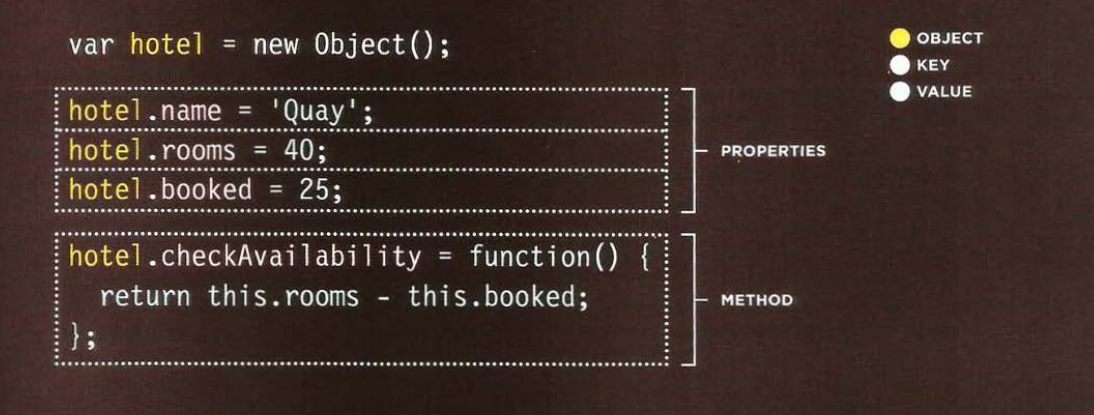 var hotel = new Object();
hotel.name = 'Quay';
hotel.rooms = 40;
hotel.booked = 25;
hotel.checkAvailability = function() {
  return this.rooms - this.booked;
};
PROPERTIES
METHOD
OBJECT
KEY
VALUE